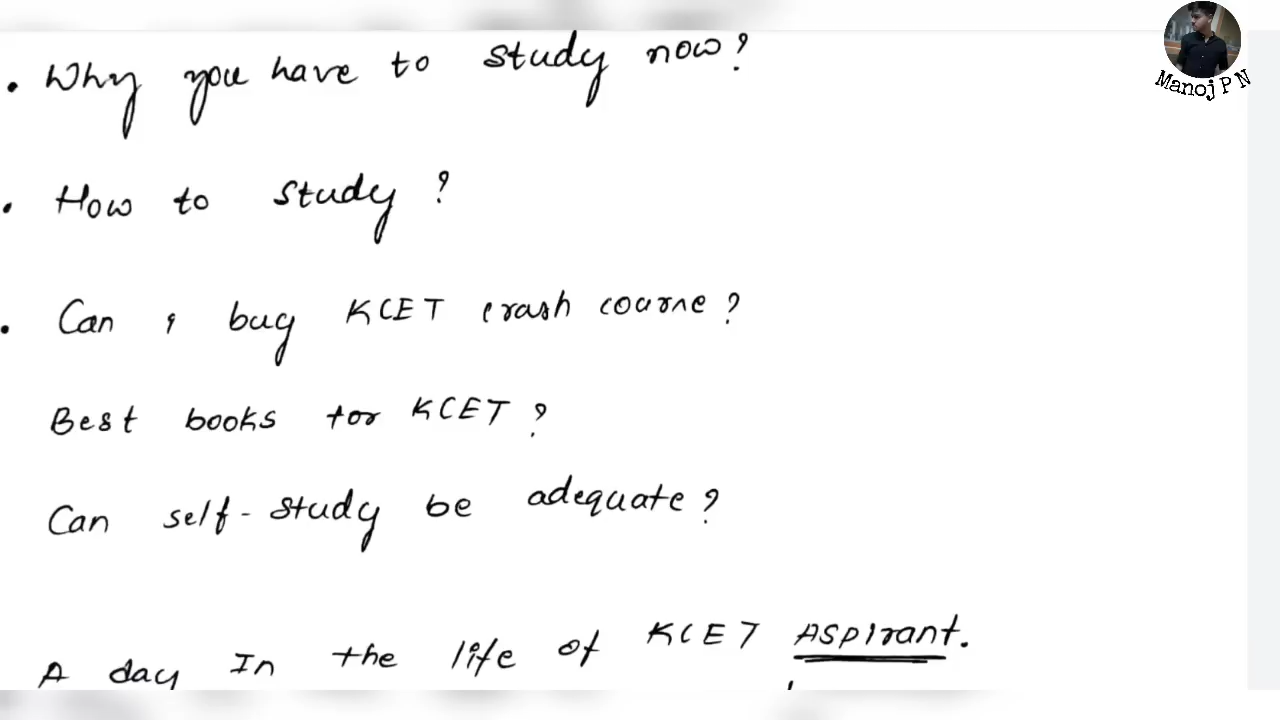 • Why you have to study now?
Manoj P N
• How to study?
• Can i buy KCET crash course?
Best books for KCET?
Can self-study be adequate?
A day In the life of KCET Aspirant.